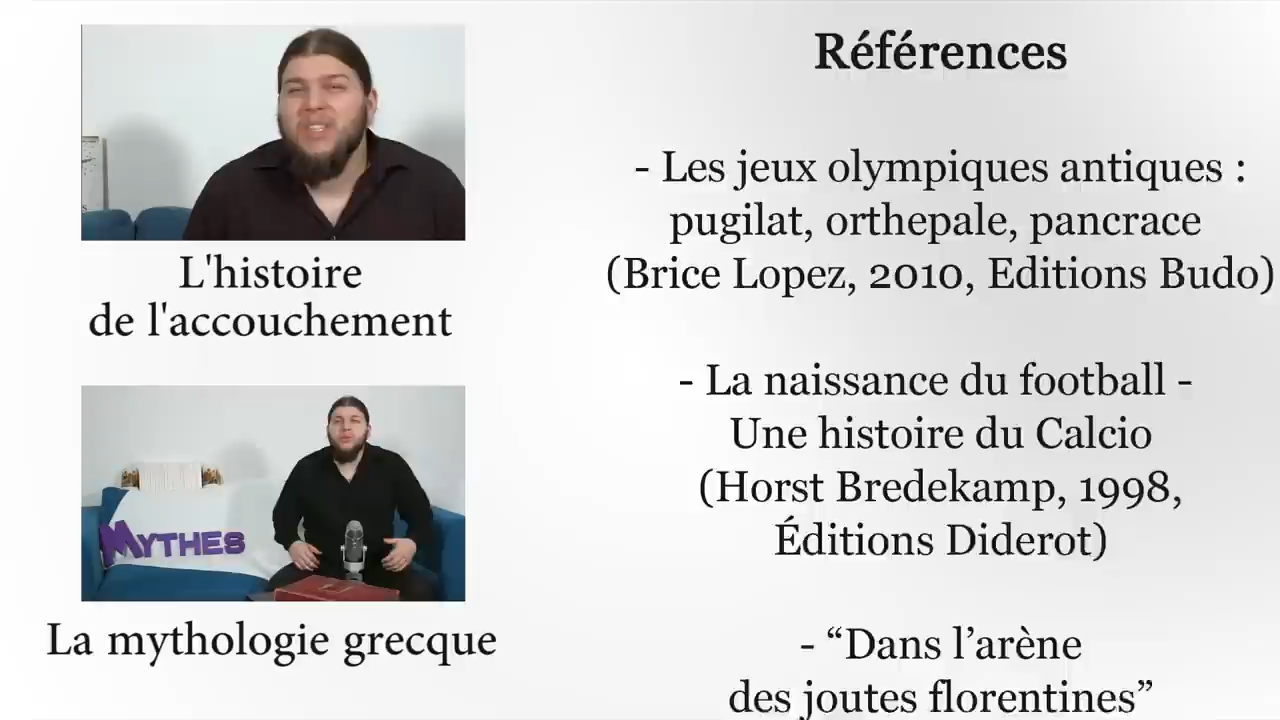 L'histoire
de l'accouchement
MYTHES
La mythologie grecque
Références
- Les jeux olympiques antiques :
pugilat, orthepale, pancrace
(Brice Lopez, 2010, Editions Budo)
- La naissance du football -
Une histoire du Calcio
(Horst Bredekamp, 1998,
Éditions Diderot)
- “Dans l’arène
des joutes florentines”